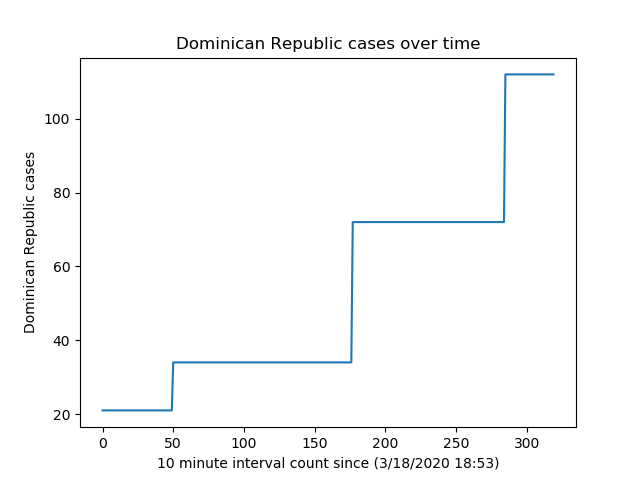 Dominican Republic cases over time
100
80
60
40
20
Dominican Republic cases
0 50 100 150 200 250 300
10 minute interval count since (3/18/2020 18:53)